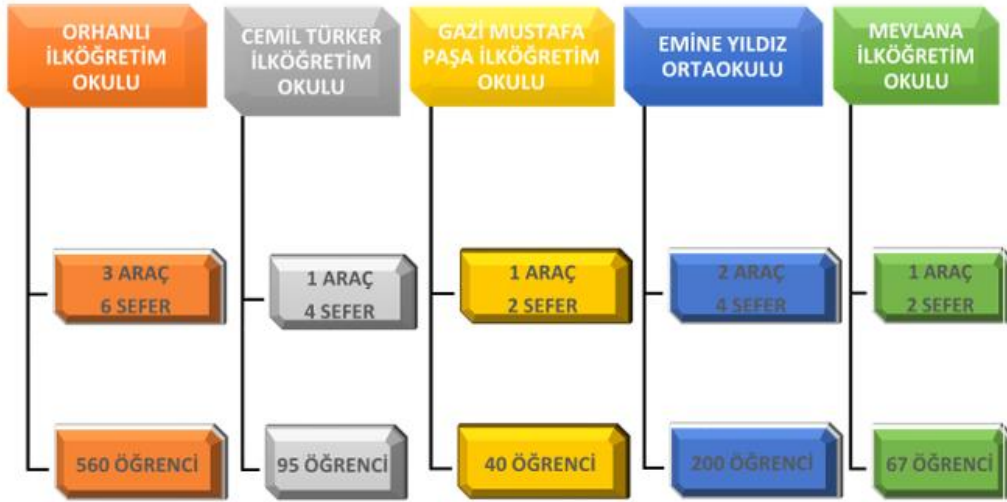 ORHANLI
İLKÖĞRETİM
OKULU
CEMİL TÜRKER
İLKÖĞRETİM
OKULU
GAZİ MUSTAFA
PAŞA İLKÖĞRETİM
OKULU
EMİNE YILDIZ
ORTAOKULU
MEVLANA
İLKÖĞRETİM
OKULU
3 ARAÇ
6 SEFER
1 ARAÇ
4 SEFER
1 ARAÇ
2 SEFER
2 ARAÇ
4 SEFER
1 ARAÇ
2 SEFER
560 ÖĞRENCİ
95 ÖĞRENCİ
40 ÖĞRENCİ
200 ÖĞRENCİ
67 ÖĞRENCİ